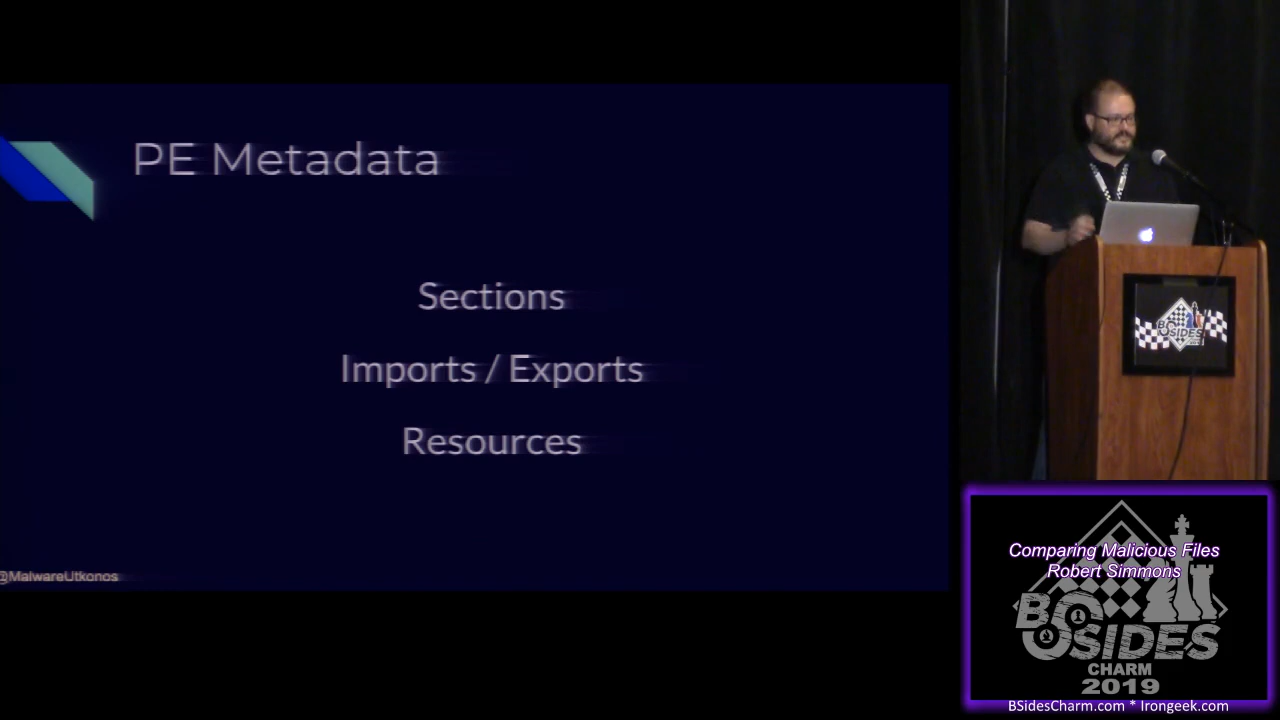 PE Metadata
Sections
Imports / Exports
Resources
@MalwareUtkonos
BSIDES
Comparing Malicious Files
Robert Simmons
BSIDES
CHARM
2019
BSidesCharm.com * Irongeek.com